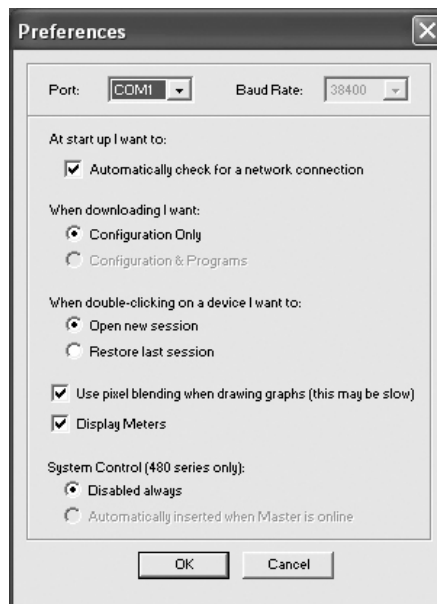 Preferences
Port: COM1 Baud Rate: 38400
At start up I want to:
Automatically check for a network connection
When downloading I want:
Configuration Only
Configuration & Programs
When double-clicking on a device I want to:
Open new session
Restore last session
Use pixel blending when drawing graphs (this may be slow)
Display Meters
System Control (480 series only):
Disabled always
Automatically inserted when Master is online
OK Cancel